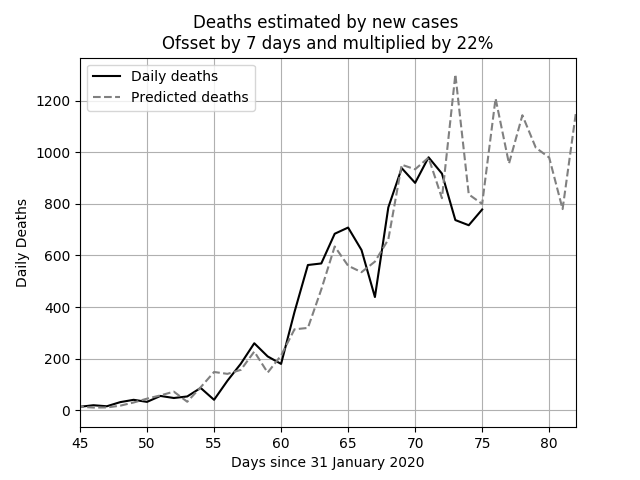 Deaths estimated by new cases
Ofsset by 7 days and multiplied by 22%
Daily deaths
Predicted deaths
1200
1000
800
600
400
200
0
Daily Deaths
45 50 55 60 65 70 75 80
Days since 31 January 2020